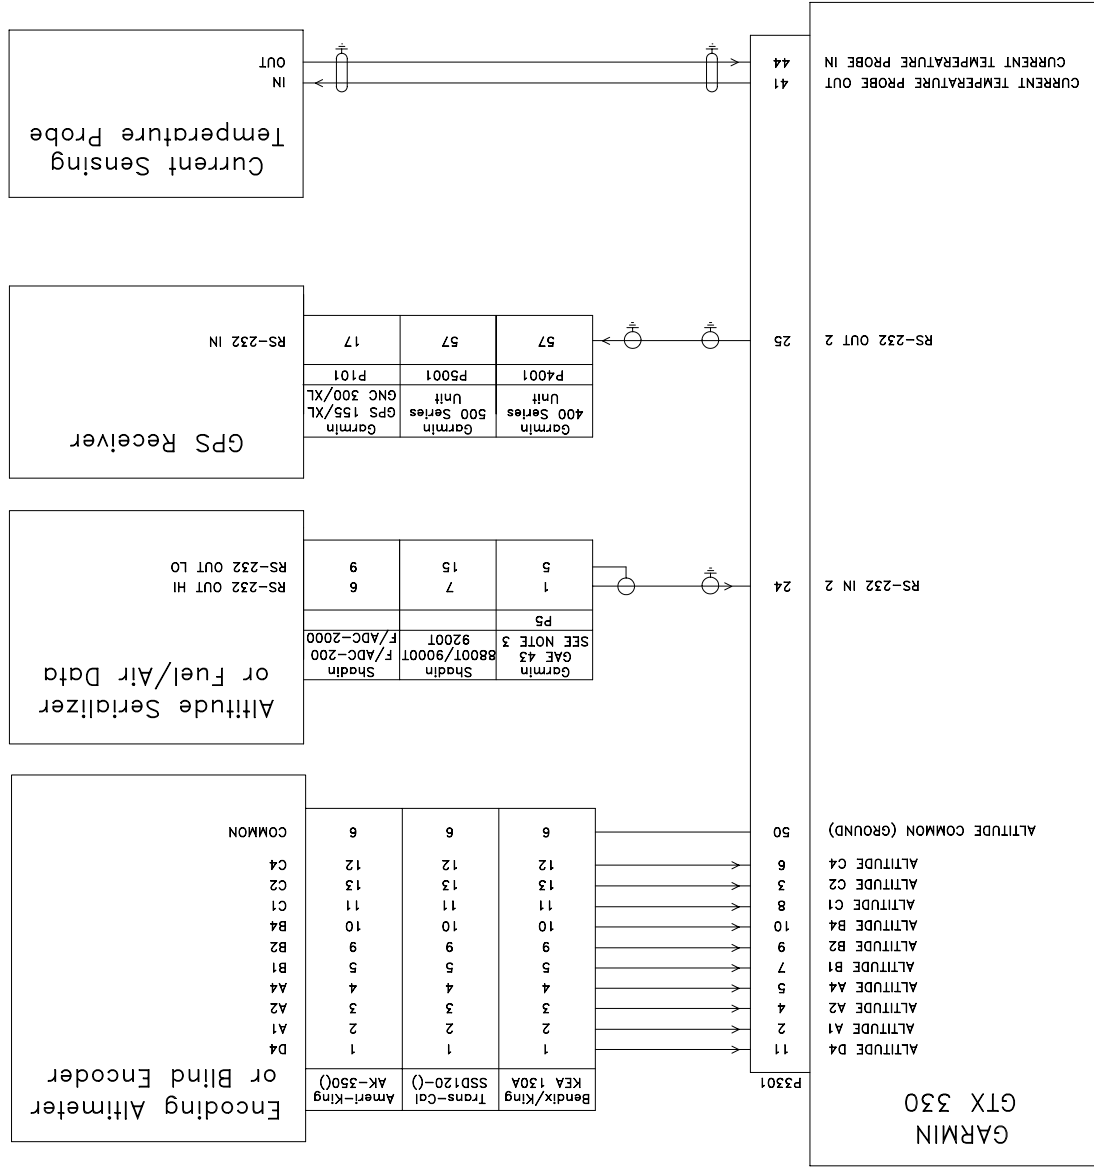 GARMIN
GTX 330
P3301
ALTITUDE D4 11
ALTITUDE A1 2
ALTITUDE A2 4
ALTITUDE A4 5
ALTITUDE B1 7
ALTITUDE B2 9
ALTITUDE B4 10
ALTITUDE C1 8
ALTITUDE C2 3
ALTITUDE C4 6
ALTITUDE COMMON (GROUND) 50
RS-232 IN 2 24
RS-232 OUT 2 25
CURRENT TEMPERATURE PROBE OUT 41
CURRENT TEMPERATURE PROBE IN 44
Bendix/King
KEA 130A
Trans-Cal
SSD120-()
Ameri-King
AK-350()
Encoding Altimeter
or Blind Encoder
1 1 1 D4
2 2 2 A1
3 3 3 A2
4 4 4 A4
5 5 5 B1
9 9 9 B2
10 10 10 B4
11 11 11 C1
13 13 13 C2
12 12 12 C4
6 6 6 COMMON
Garmin
GAE 43
SEE NOTE 3
P5
Shadin
8800T/9000T
9200T
Shadin
F/ADC-200
F/ADC-2000
Altitude Serializer
or Fuel/Air Data
1 7 6 RS-232 OUT HI
5 15 9 RS-232 OUT LO
Garmin
400 Series
Unit
P4001
Garmin
500 Series
Unit
P5001
Garmin
GPS 155/XL
GNC 300/XL
P101
GPS Receiver
57 57 17 RS-232 IN
Current Sensing
Temperature Probe
IN
OUT